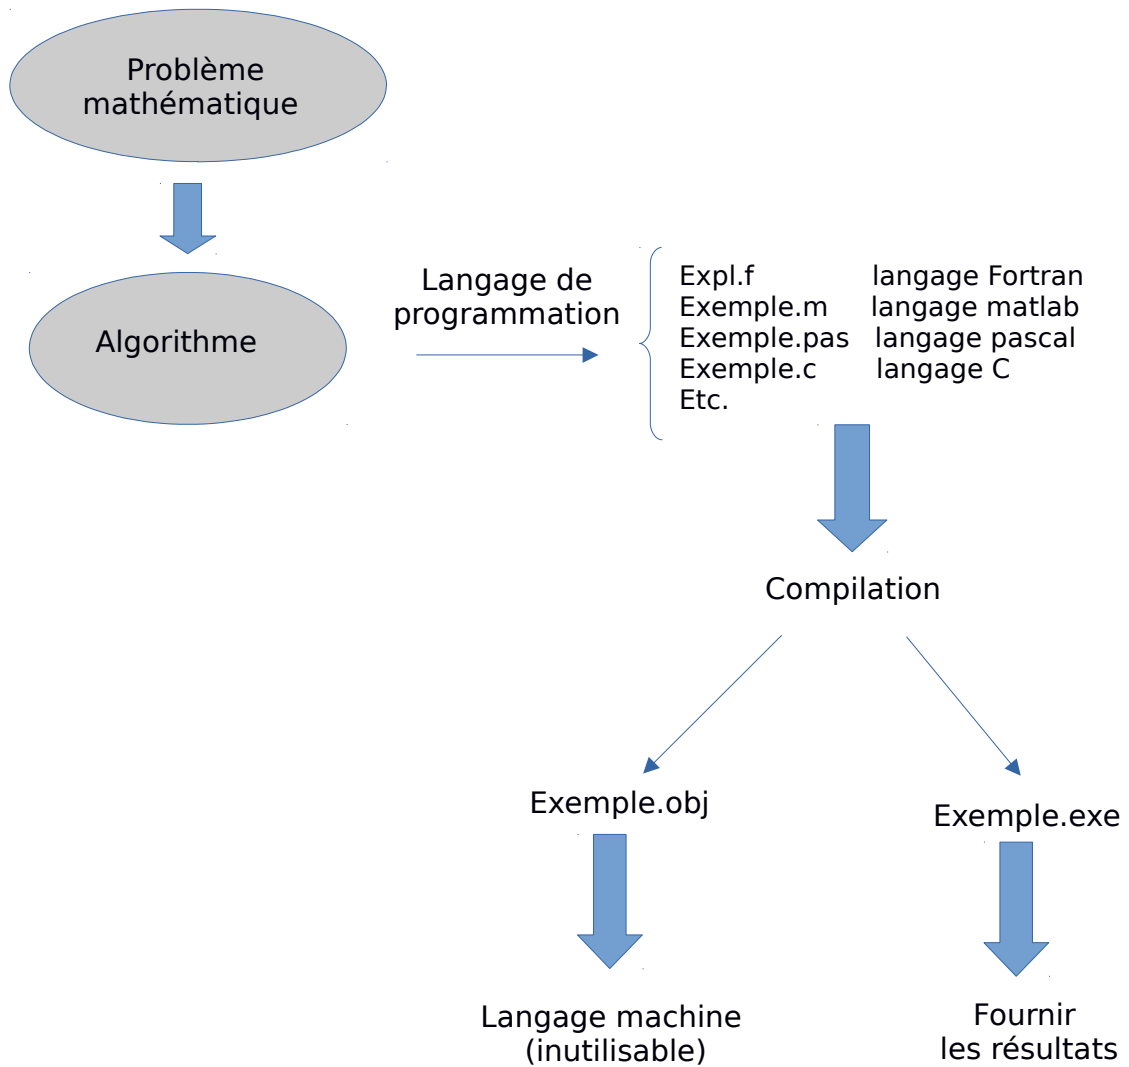 Problème
mathématique
Algorithme
Langage de
programmation
Expl.f langage Fortran
Exemple.m langage matlab
Exemple.pas langage pascal
Exemple.c langage C
Etc.
Compilation
Exemple.obj
Exemple.exe
Langage machine
(inutilisable)
Fournir
les résultats